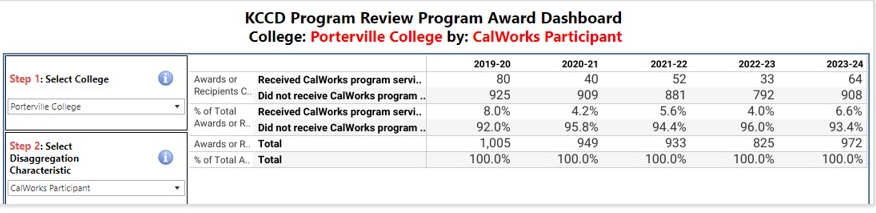 KCCD Program Review Program Award Dashboard
College: Porterville College by: CalWorks Participant
Step 1: Select College
Porterville College
Step 2: Select
Disaggregation
Characteristic
CalWorks Participant
2019-20 2020-21 2021-22 2022-23 2023-24
Awards or
Recipients C.. Received CalWorks program servi.. 80 40 52 33 64
Did not receive CalWorks program .. 925 909 881 792 908
% of Total
Awards or R.. Received CalWorks program servi.. 8.0% 4.2% 5.6% 4.0% 6.6%
Did not receive CalWorks program .. 92.0% 95.8% 94.4% 96.0% 93.4%
Awards or R.. Total 1,005 949 933 825 972
% of Total A.. Total 100.0% 100.0% 100.0% 100.0% 100.0%